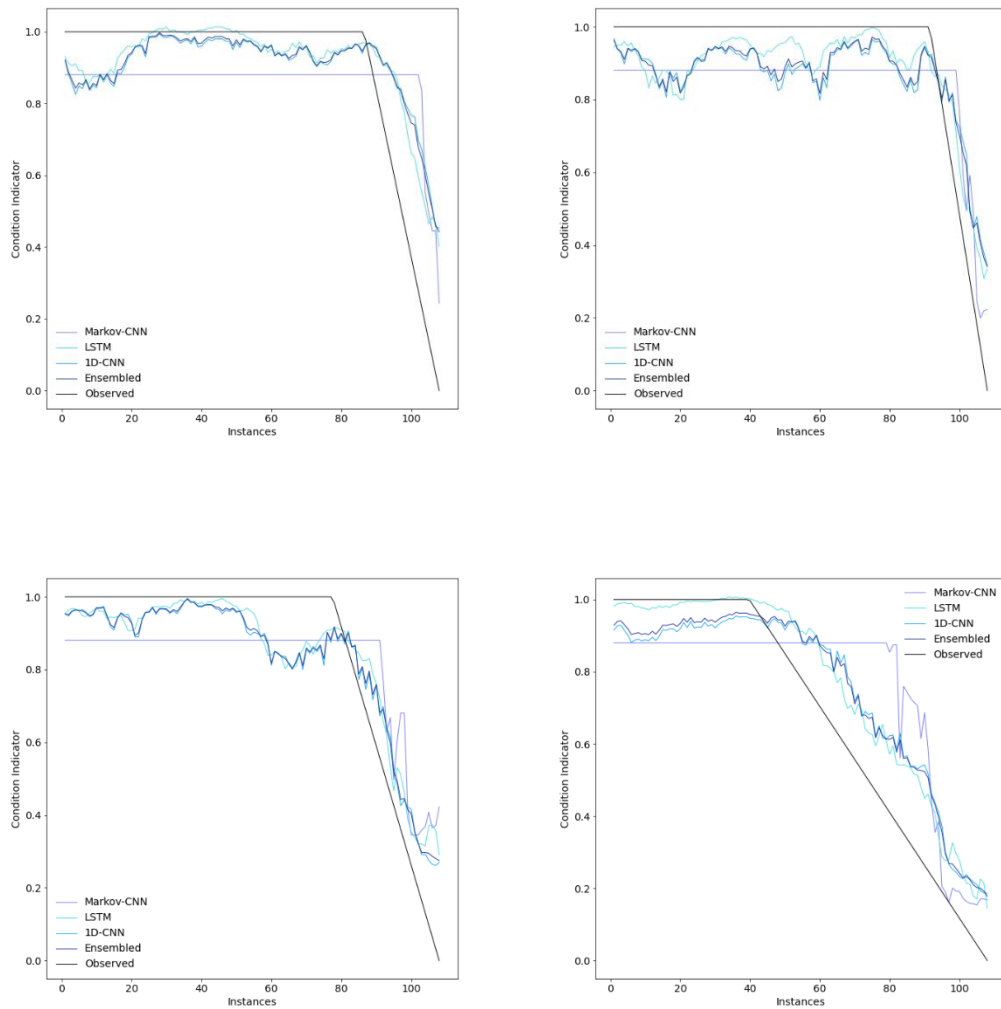 1.0
0.8
0.6
0.4
0.2
0.0
Condition Indicator
Markov-CNN
LSTM
1D-CNN
Ensembled
Observed
0 20 40 60 80 100
Instances
1.0
0.8
0.6
0.4
0.2
0.0
Condition Indicator
Markov-CNN
LSTM
1D-CNN
Ensembled
Observed
0 20 40 60 80 100
Instances
1.0
0.8
0.6
0.4
0.2
0.0
Condition Indicator
Markov-CNN
LSTM
1D-CNN
Ensembled
Observed
0 20 40 60 80 100
Instances
1.0
0.8
0.6
0.4
0.2
0.0
Condition Indicator
Markov-CNN
LSTM
1D-CNN
Ensembled
Observed
0 20 40 60 80 100
Instances